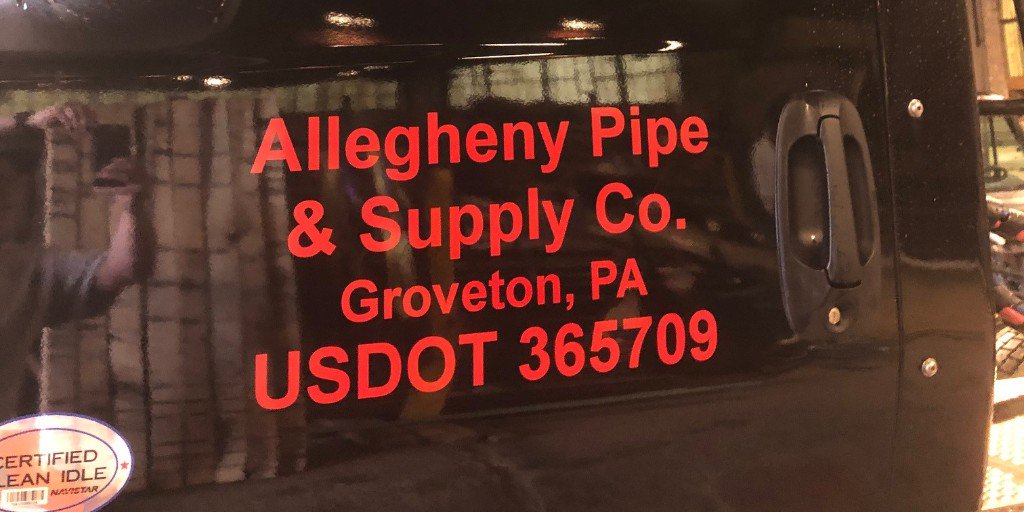 Allegheny Pipe
& Supply Co.
Groveton, PA
USDOT 365709
CERTIFIED
LEAN IDLE
NAVISTAR